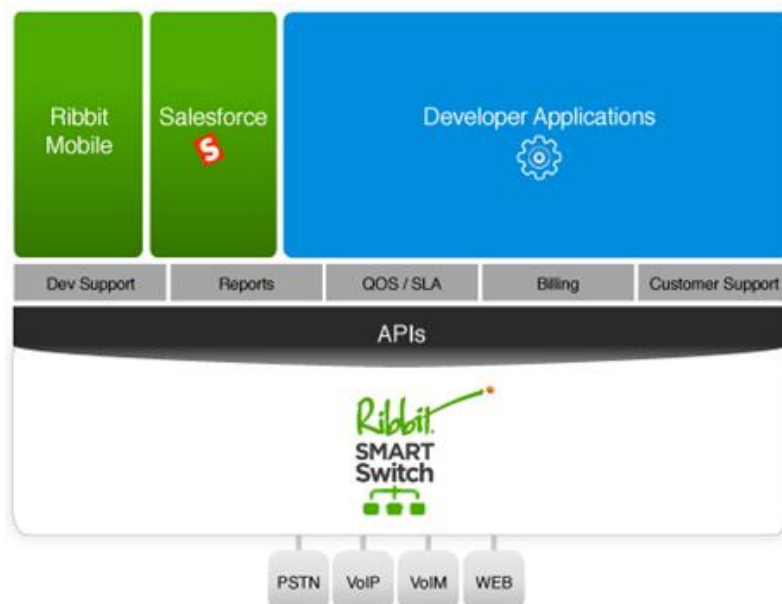 Ribbit
Mobile
Salesforce
S
Developer Applications
Dev Support
Reports
QOS / SLA
Billing
Customer Support
APIs
Ribbit
SMART
Switch
PSTN
VoIP
VoIM
WEB